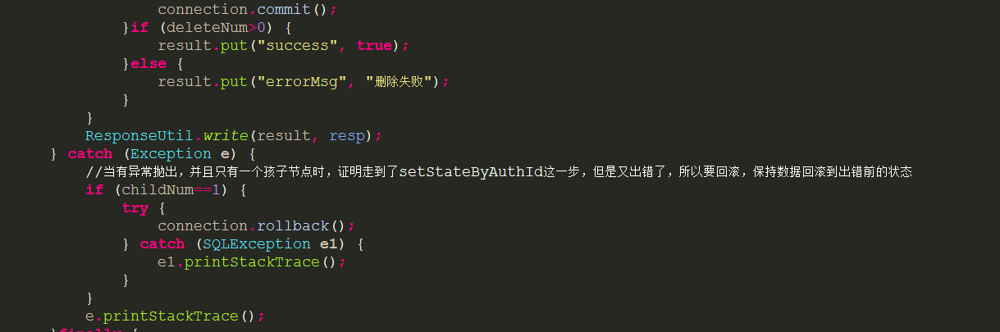 connection.commit();
}if (deleteNum>0) {
result.put("success", true);
}else {
result.put("errorMsg", "删除失败");
}
}
ResponseUtil.write(result, resp);
} catch (Exception e) {
//当有异常抛出，并且只有一个孩子节点时，证明走到了setStateByAuthId这一步，但是又出错了，所以要回滚，保持数据回滚到出错前的状态
if (childNum==1) {
try {
connection.rollback();
} catch (SQLException e1) {
e1.printStackTrace();
}
}
e.printStackTrace();
}finally {